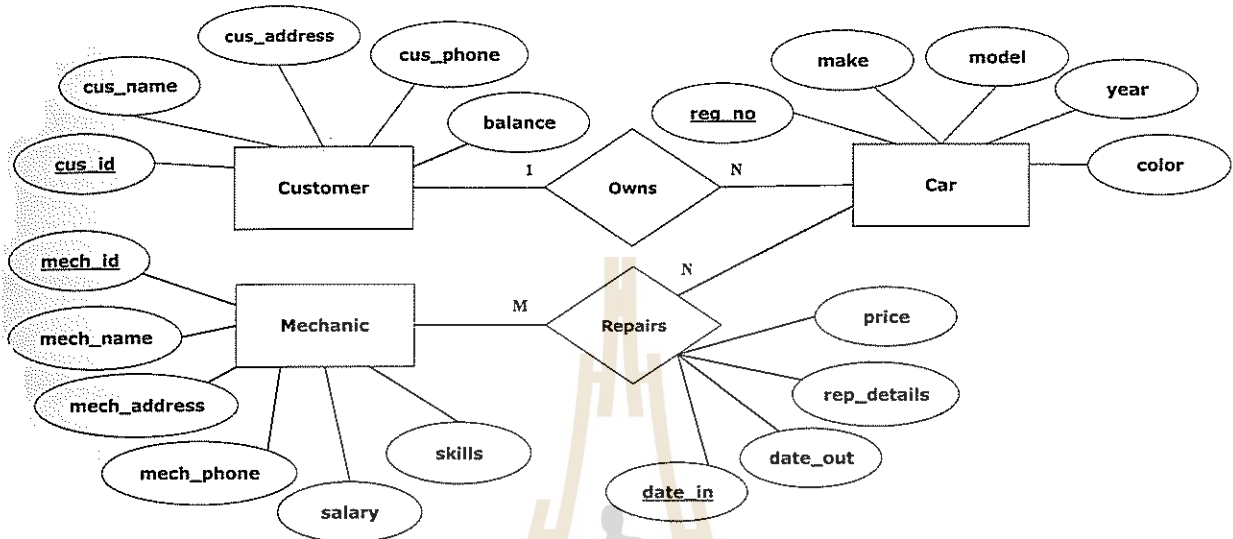 cus_address
cus_phone
cus_name
balance
cus_id
Customer
1
Owns
N
make
model
reg_no
year
color
Car
mech_id
mech_name
mech_address
mech_phone
salary
skills
Mechanic
M
Repairs
N
price
rep_details
date_out
date_in